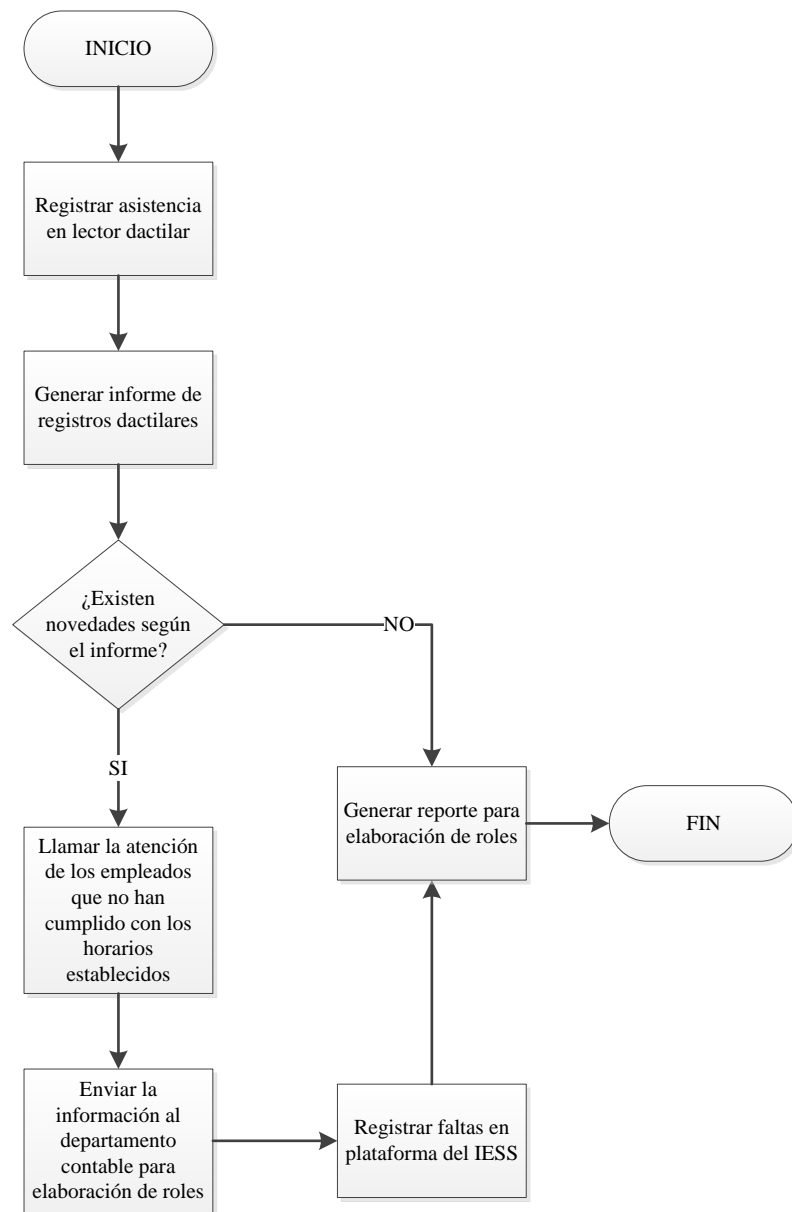 INICIO
Registrar asistencia
en lector dactilar
Generar informe de
registros dactilares
¿Existen
novedades según
el informe?
NO
SI
Generar reporte para
elaboración de roles
FIN
Llamar la atención
de los empleados
que no han
cumplido con los
horarios
establecidos
Enviar la
información al
departamento
contable para
elaboración de roles
Registrar faltas en
plataforma del IESS